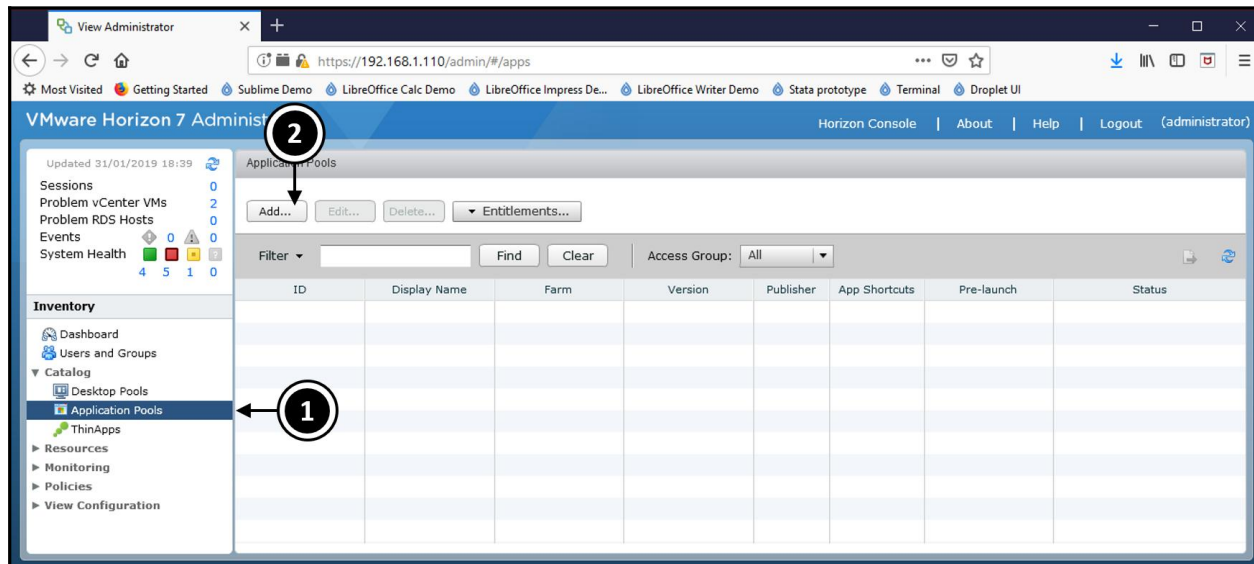 View Administrator
https://192.168.1.110/admin/#/apps
Most Visited Getting Started Sublime Demo LibreOffice Calc Demo LibreOffice Impress De... LibreOffice Writer Demo Stata prototype Terminal Droplet UI
VMware Horizon 7 Administ
Horizon Console | About | Help | Logout (administrator)
2
Updated 31/01/2019 18:39
Sessions 0
Problem vCenter VMs 2
Problem RDS Hosts 0
Events 0 0
System Health
4 5 1 0
Inventory
Dashboard
Users and Groups
Catalog
Desktop Pools
Application Pools
ThinApps
Resources
Monitoring
Policies
View Configuration
1
Application Pools
Add... Edit... Delete... Entitlements...
Filter Find Clear Access Group: All
ID Display Name Farm Version Publisher App Shortcuts Pre-launch Status